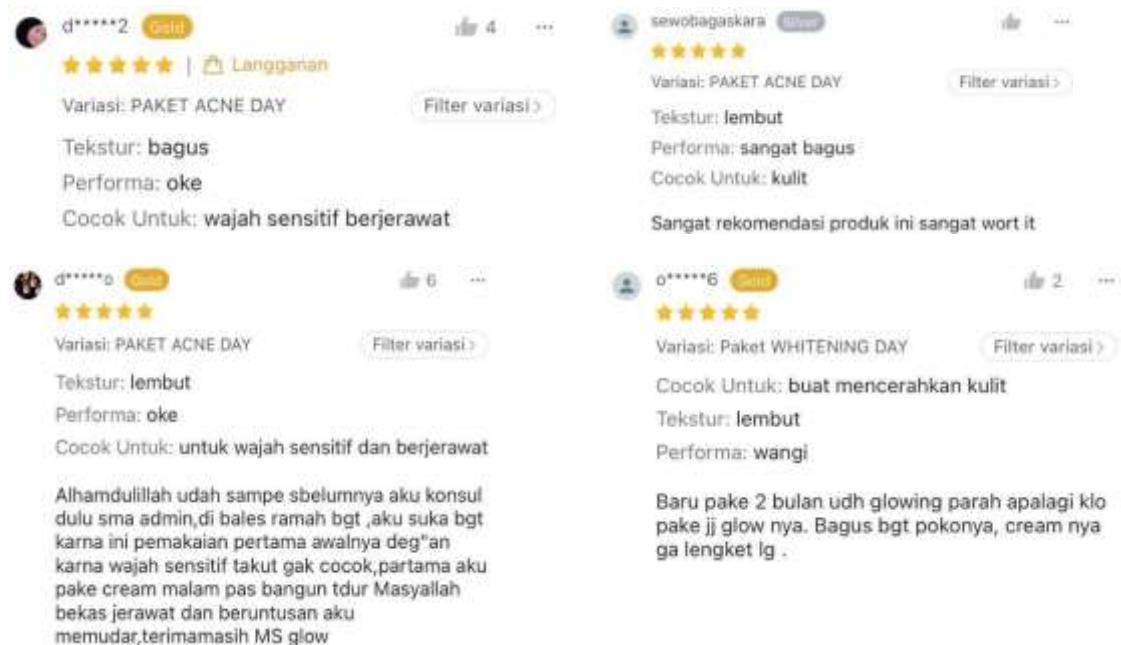 d*****2 Gold 4 ...
| Langganan
Variasi: PAKET ACNE DAY Filter variasi >
Tekstur: bagus
Performa: oke
Cocok Untuk: wajah sensitif berjerawat
sewobagaskara Silver ...
Variasi: PAKET ACNE DAY Filter variasi >
Tekstur: lembut
Performa: sangat bagus
Cocok Untuk: kulit
Sangat rekomendasi produk ini sangat wort it
d*****o Gold 6 ...
Variasi: PAKET ACNE DAY Filter variasi >
Tekstur: lembut
Performa: oke
Cocok Untuk: untuk wajah sensitif dan berjerawat
Alhamdulillah udah sampe sbelumnya aku konsul
dulu sma admin,di bales ramah bgt ,aku suka bgt
karna ini pemakaian pertama awalnya deg"an
karna wajah sensitif takut gak cocok,partama aku
pake cream malam pas bangun tdur Masyallah
bekas jerawat dan beruntusan aku
memudar,terimamasih MS glow
o*****6 Gold 2 ...
Variasi: Paket WHITENING DAY Filter variasi >
Cocok Untuk: buat mencerahkan kulit
Tekstur: lembut
Performa: wangi
Baru pake 2 bulan udh glowing parah apalagi klo
pake jj glow nya. Bagus bgt pokonya, cream nya
ga lengket lg .